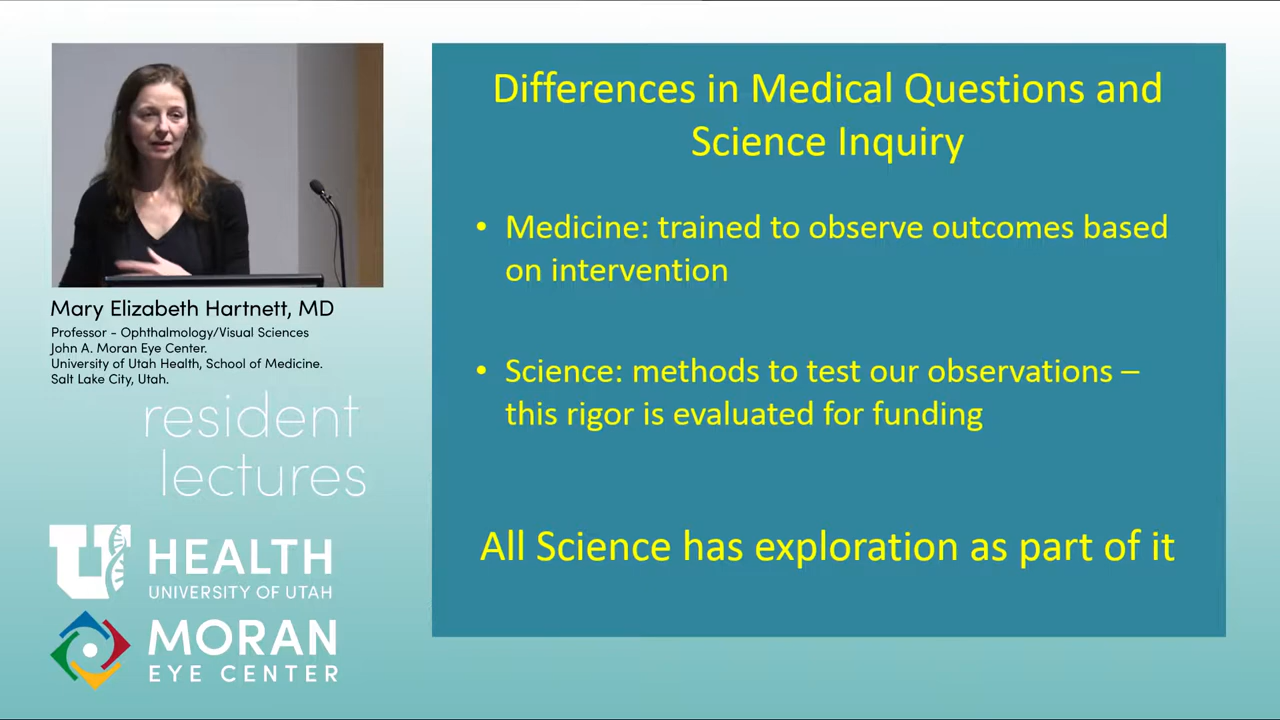 Differences in Medical Questions and
Science Inquiry
• Medicine: trained to observe outcomes based
on intervention
• Science: methods to test our observations –
this rigor is evaluated for funding
All Science has exploration as part of it
Mary Elizabeth Hartnett, MD
Professor - Ophthalmology/Visual Sciences
John A. Moran Eye Center.
University of Utah Health, School of Medicine.
Salt Lake City, Utah.
resident
lectures
U HEALTH
UNIVERSITY OF UTAH
MORAN
EYE CENTER